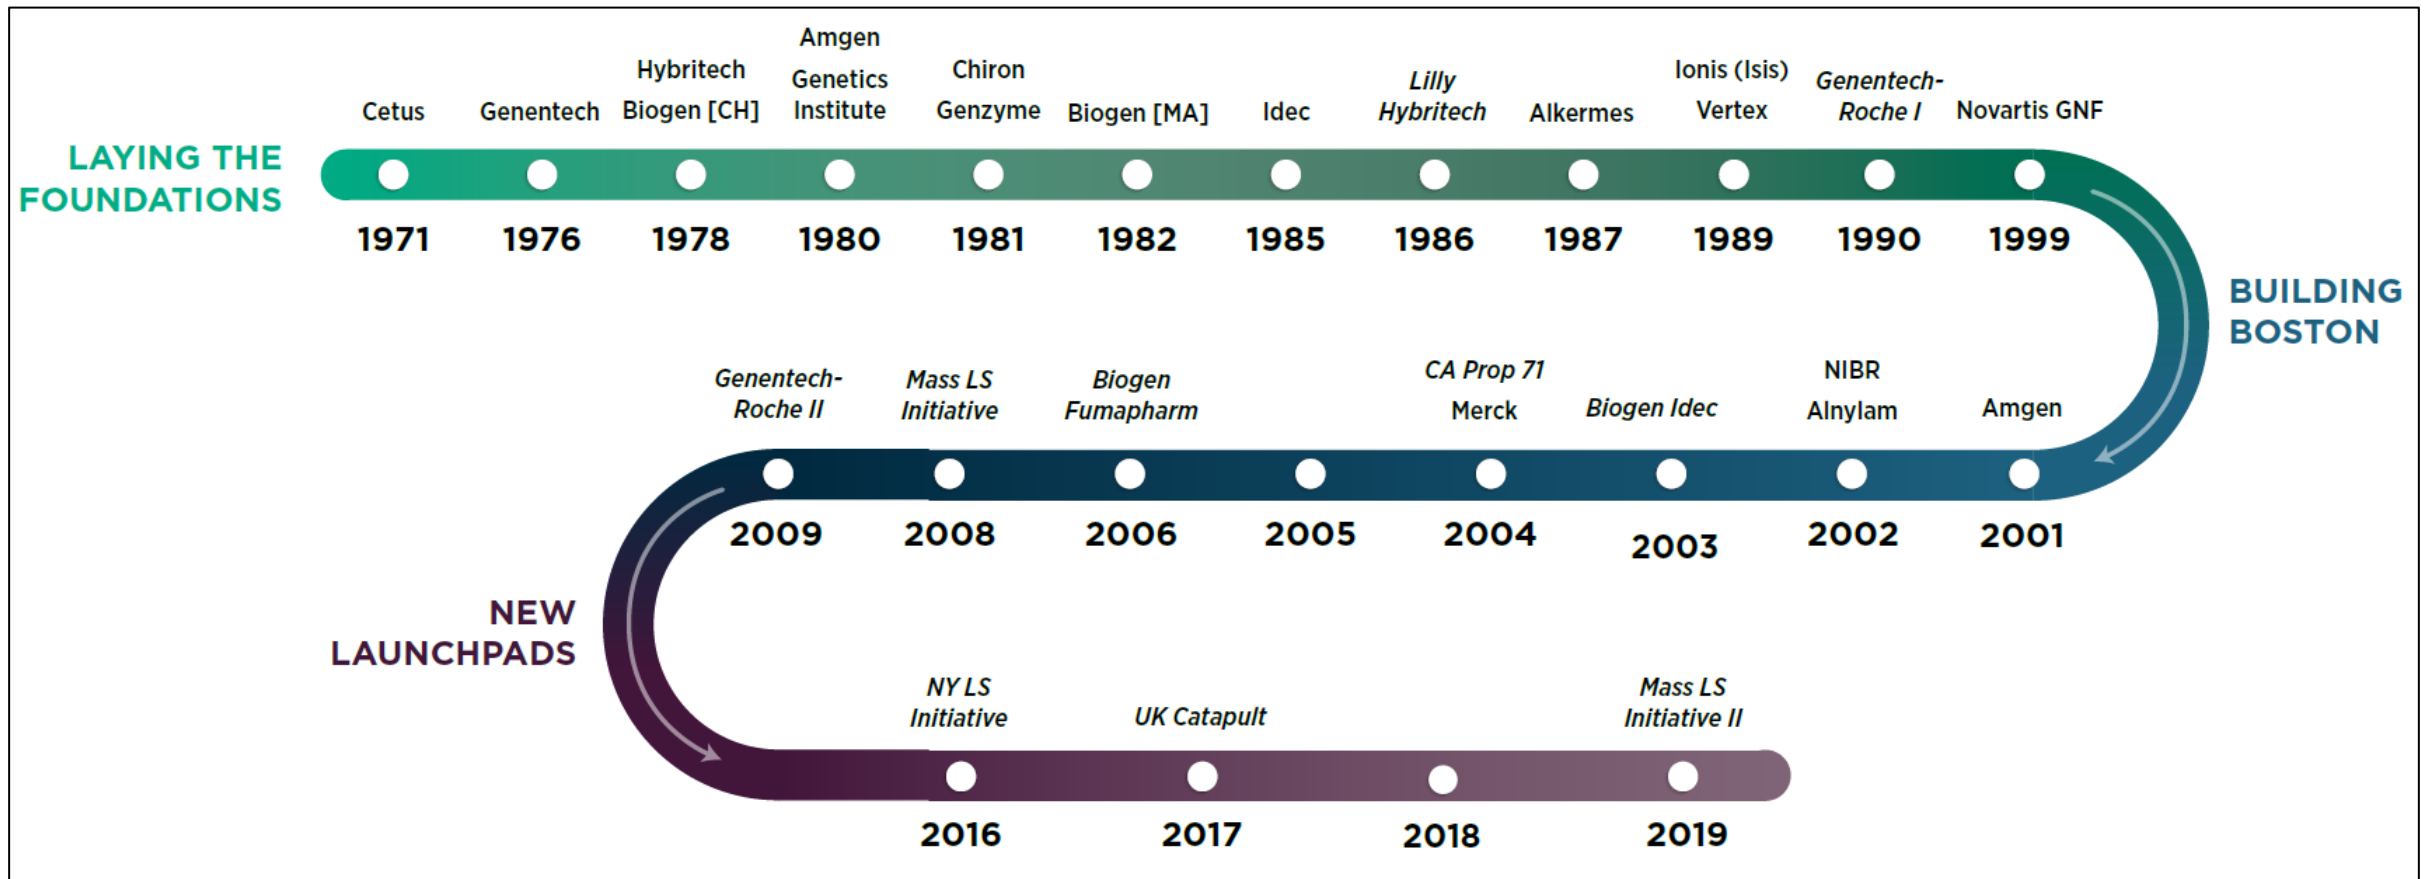 LAYING THE
FOUNDATIONS
Cetus
Genentech
Hybritech
Biogen [CH]
Amgen
Genetics
Institute
Chiron
Genzyme
Biogen [MA]
Idec
Lilly
Hybritech
Alkermes
Ionis (Isis)
Vertex
Genentech-
Roche I
Novartis GNF
1971
1976
1978
1980
1981
1982
1985
1986
1987
1989
1990
1999
BUILDING
BOSTON
Genentech-
Roche II
Mass LS
Initiative
Biogen
Fumapharm
CA Prop 71
Merck
Biogen Idec
NIBR
Alnylam
Amgen
2009
2008
2006
2005
2004
2003
2002
2001
NEW
LAUNCHPADS
NY LS
Initiative
UK Catapult
Mass LS
Initiative II
2016
2017
2018
2019